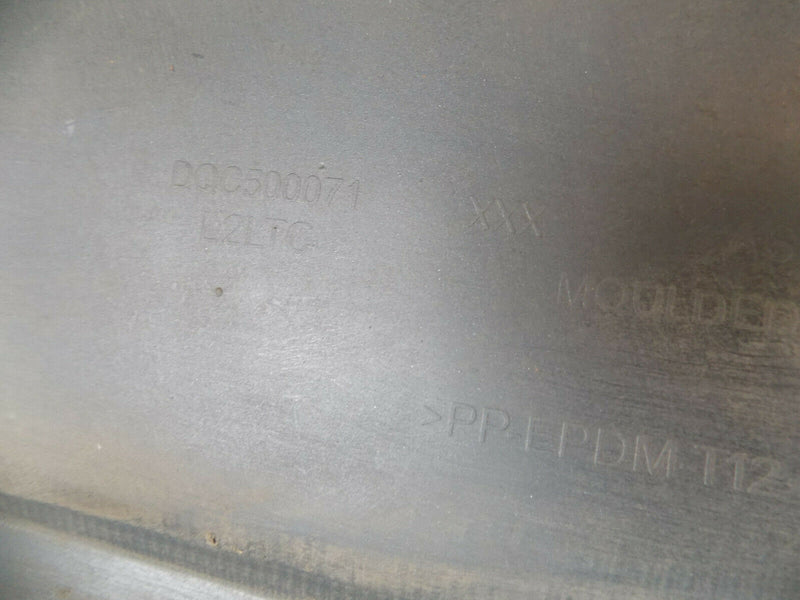 DQC500071
L2LTC
XXX
MOULDED
>PP-EPDM T12